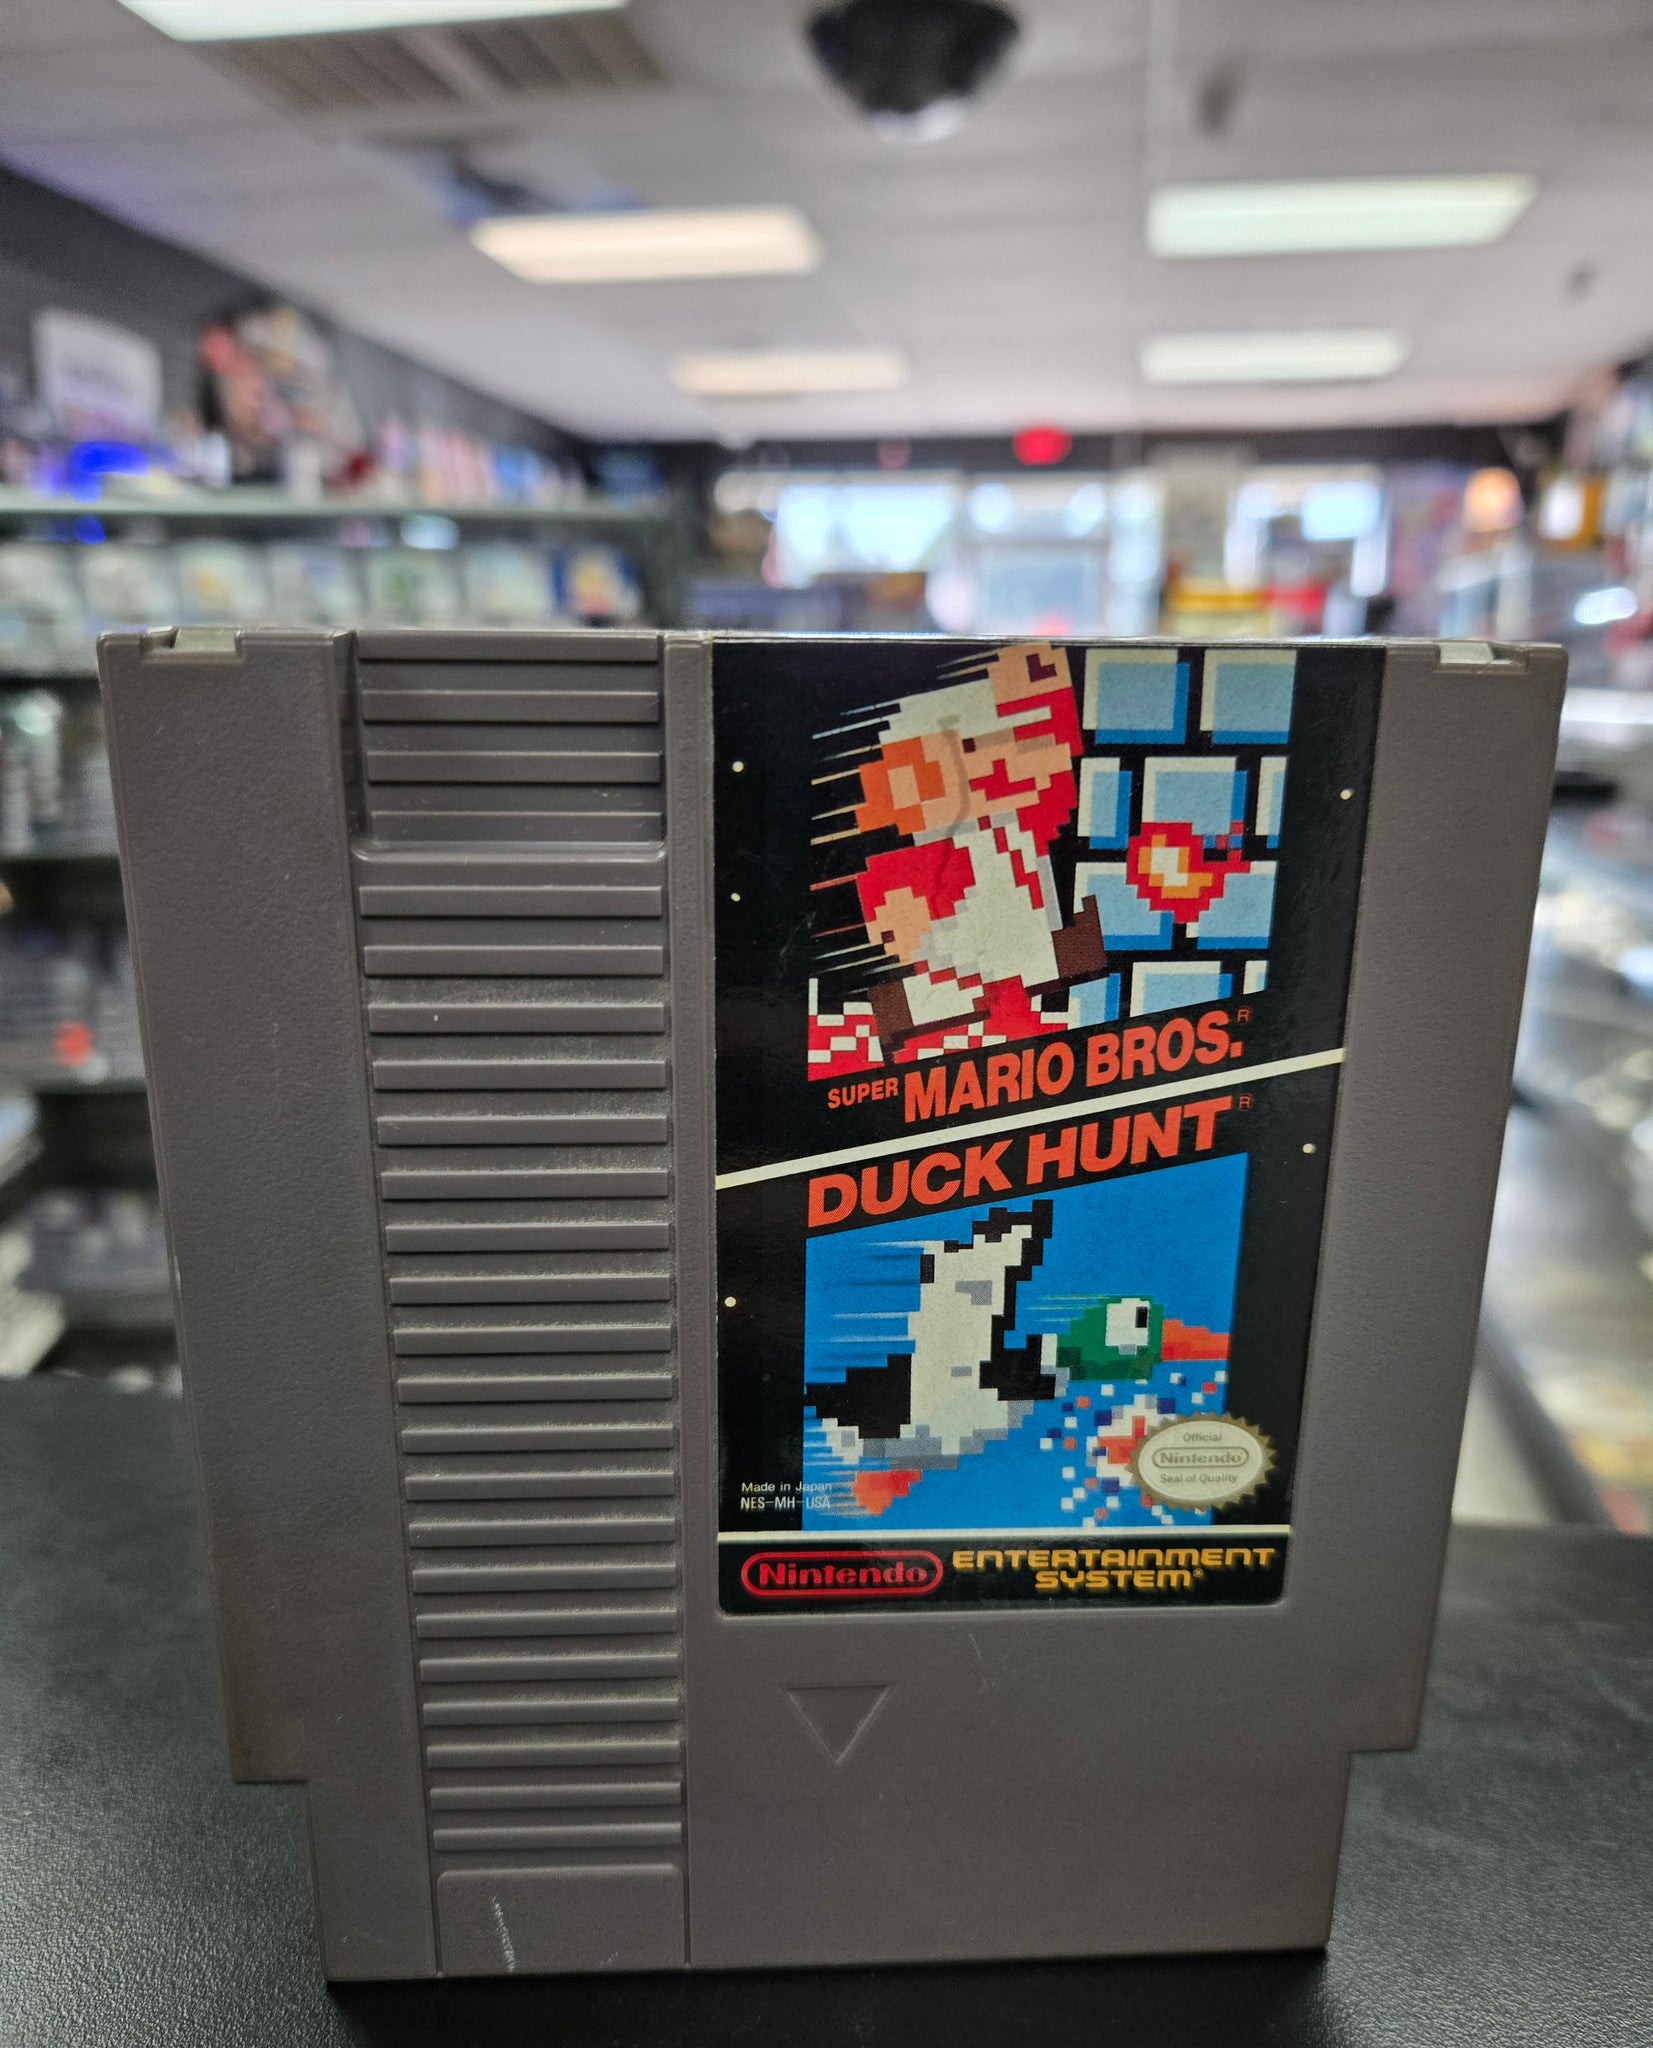 SUPER MARIO BROS.®
DUCK HUNT®
Made in Japan
NES-MH-USA
Official
Nintendo
Seal of Quality
Nintendo ENTERTAINMENT
SYSTEM®